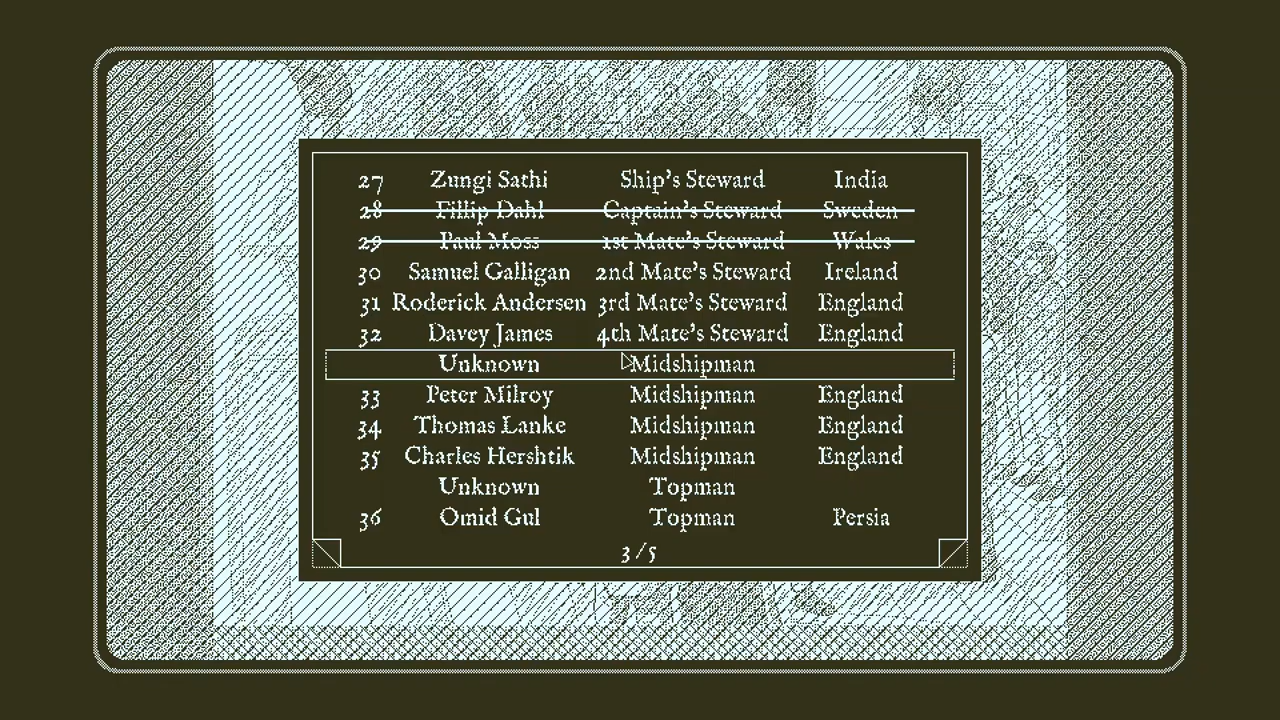 27 Zungi Sathi Ship's Steward India
28 Fillip Dahl Captain's Steward Sweden
29 Paul Moss 1st Mate's Steward Wales
30 Samuel Galligan 2nd Mate's Steward Ireland
31 Roderick Andersen 3rd Mate's Steward England
32 Davey James 4th Mate's Steward England
Unknown Midshipman
33 Peter Milroy Midshipman England
34 Thomas Lanke Midshipman England
35 Charles Hershtik Midshipman England
Unknown Topman
36 Omid Gul Topman Persia
3/5